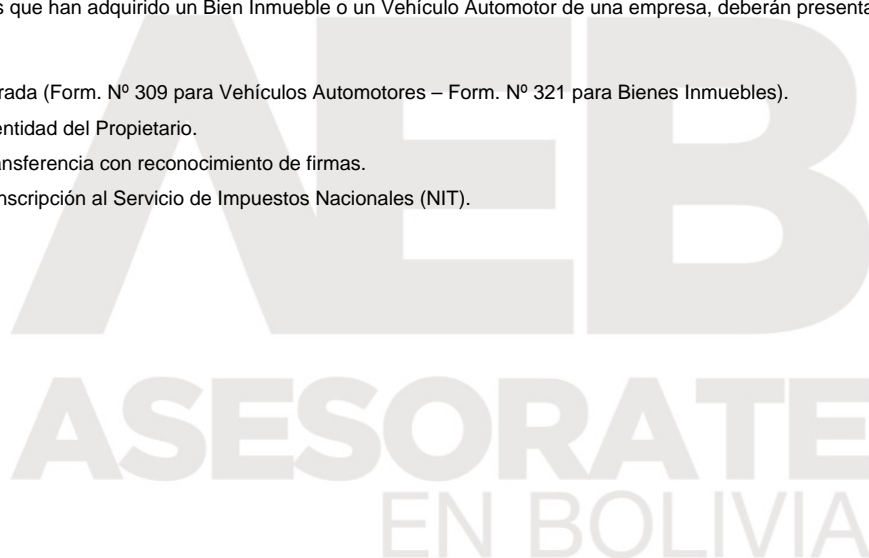 s que han adquirido un Bien Inmueble o un Vehículo Automotor de una empresa, deberán presenta
rada (Form. Nº 309 para Vehículos Automotores – Form. Nº 321 para Bienes Inmuebles).
entidad del Propietario.
ansferencia con reconocimiento de firmas.
nscripción al Servicio de Impuestos Nacionales (NIT).
AEB
ASESORATE
EN BOLIVIA